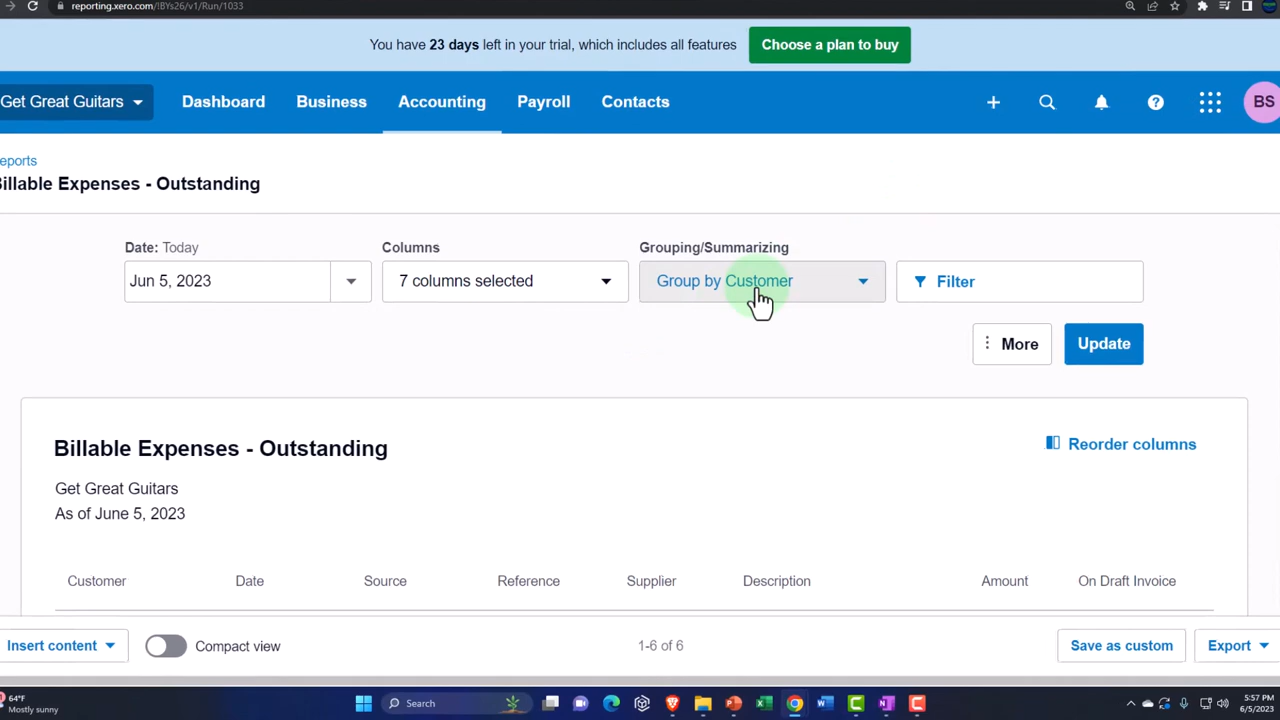 reporting.xero.com/!BYs26/v1/Run/1033
You have 23 days left in your trial, which includes all features
Choose a plan to buy
Get Great Guitars
Dashboard
Business
Accounting
Payroll
Contacts
BS
eports
illable Expenses - Outstanding
Date: Today
Columns
Grouping/Summarizing
Jun 5, 2023
7 columns selected
Group by Customer
Filter
More
Update
Billable Expenses - Outstanding
Reorder columns
Get Great Guitars
As of June 5, 2023
Customer
Date
Source
Reference
Supplier
Description
Amount
On Draft Invoice
Insert content
Compact view
1-6 of 6
Save as custom
Export
64°F
Mostly sunny
Search
5:57 PM
6/5/2023